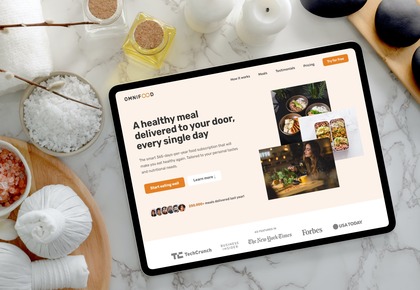 OMNIFOOD
How it works Meals Testimonials Pricing Try for free
A healthy meal
delivered to your door,
every single day
The smart 365-days-per-year food subscription that will
make you eat healthy again. Tailored to your personal tastes
and nutritional needs.
Start eating well Learn more ↓
250,000+ meals delivered last year!
AS FEATURED IN
TechCrunch
BUSINESS
INSIDER
The New York Times
Forbes
USA TODAY